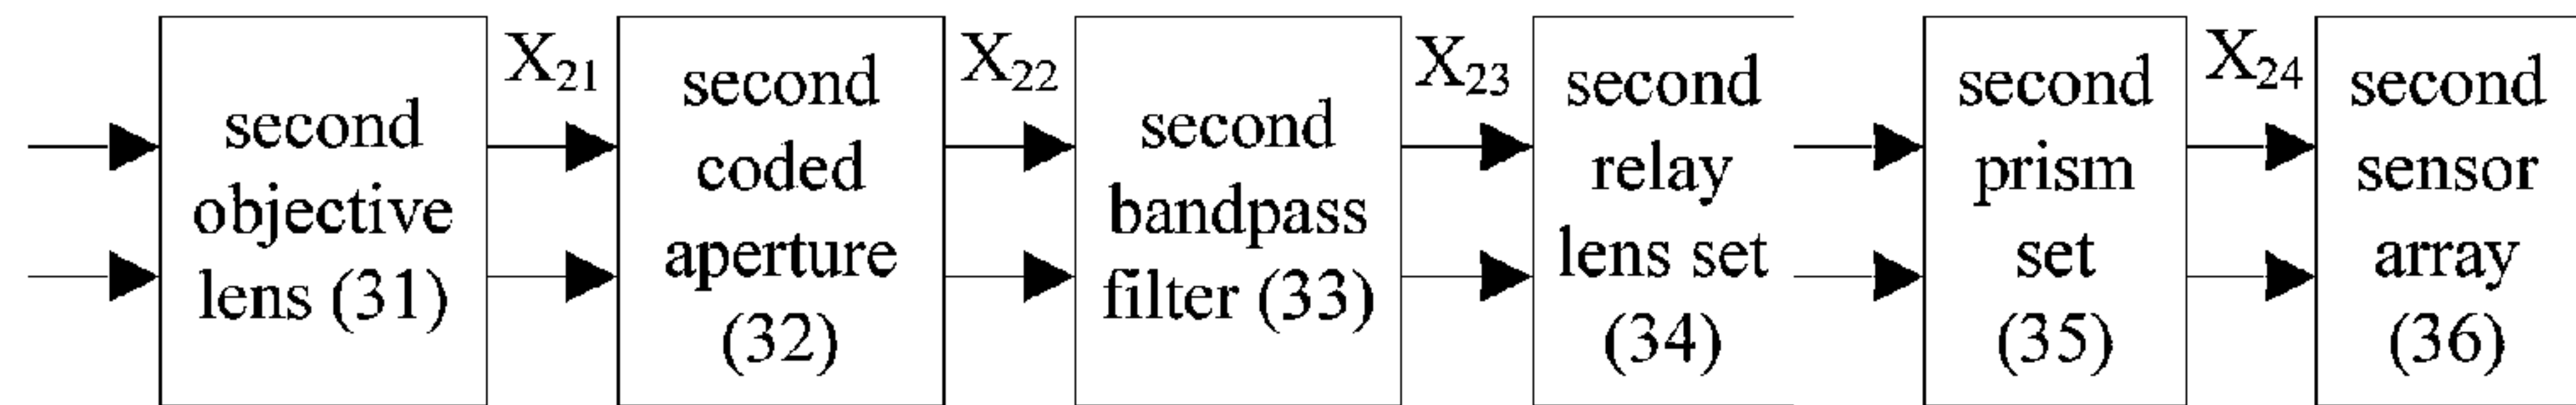 second
objective
lens (31)
X21
second
coded
aperture
(32)
X22
second
bandpass
filter (33)
X23
second
relay
lens set
(34)
second
prism
set
(35)
X24
second
sensor
array
(36)